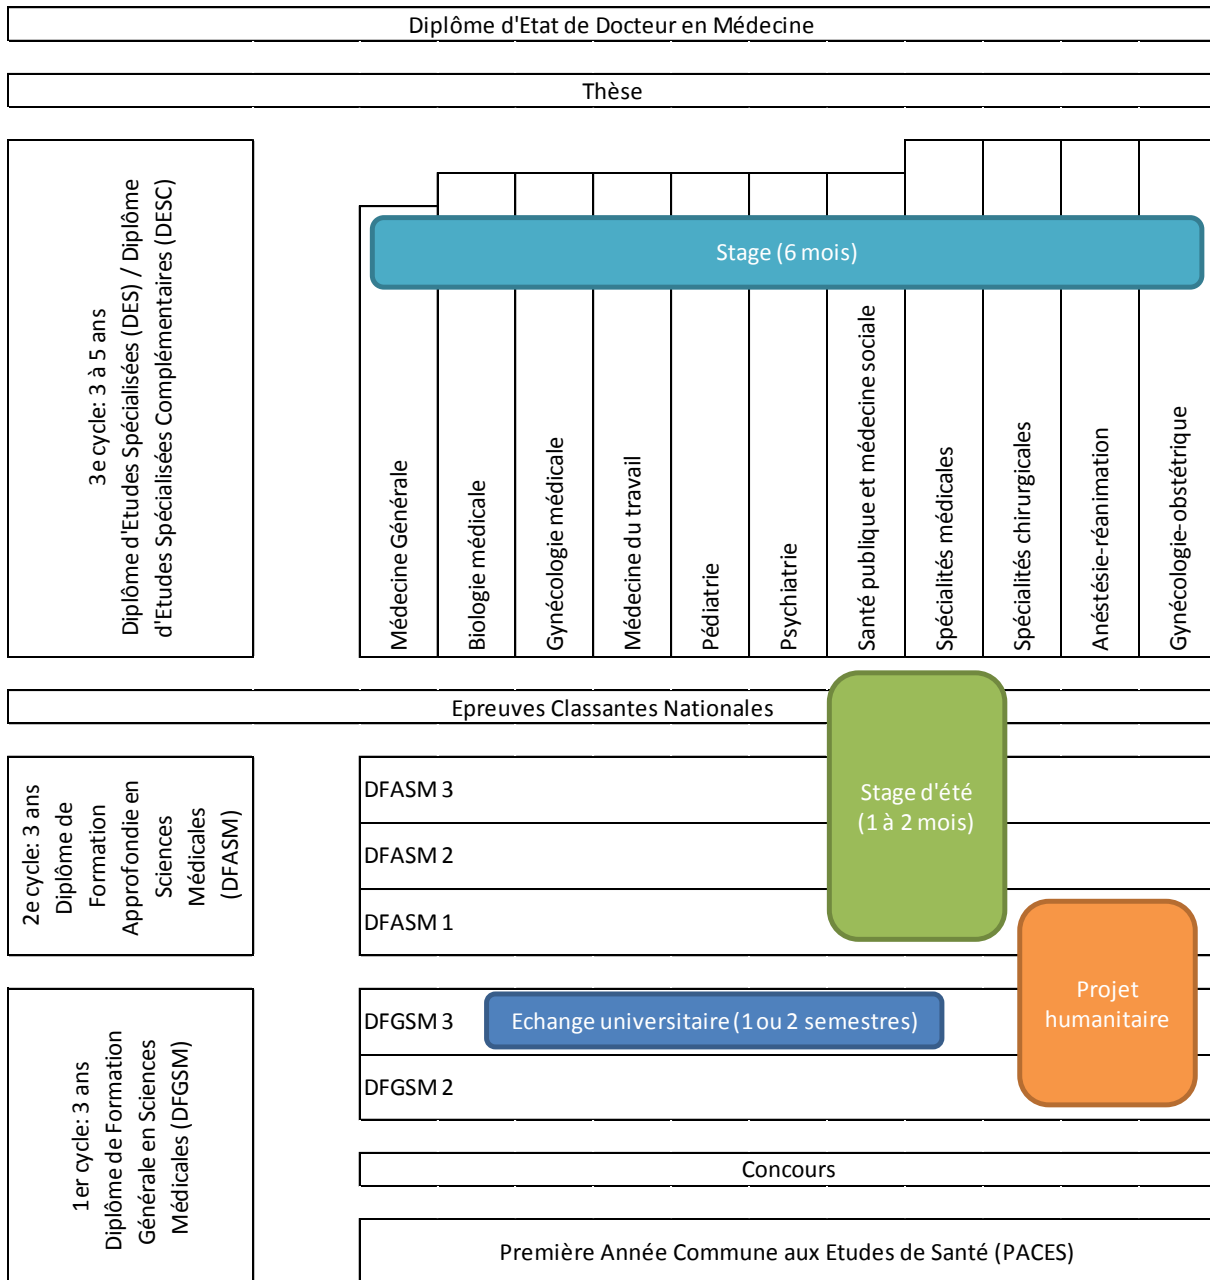 Diplôme d'Etat de Docteur en Médecine
Thèse
3e cycle: 3 à 5 ans
Diplôme d'Etudes Spécialisées (DES) / Diplôme
d'Etudes Spécialisées Complémentaires (DESC)
Stage (6 mois)
Médecine Générale
Biologie médicale
Gynécologie médicale
Médecine du travail
Pédiatrie
Psychiatrie
Santé publique et médecine sociale
Spécialités médicales
Spécialités chirurgicales
Anéstésie-réanimation
Gynécologie-obstétrique
Epreuves Classantes Nationales
2e cycle: 3 ans
Diplôme de
Formation
Approfondie en
Sciences
Médicales
(DFASM)
DFASM 3
DFASM 2
DFASM 1
Stage d'été
(1 à 2 mois)
Projet
humanitaire
1er cycle: 3 ans
Diplôme de Formation
Générale en Sciences
Médicales (DFGSM)
DFGSM 3
Echange universitaire (1 ou 2 semestres)
DFGSM 2
Concours
Première Année Commune aux Etudes de Santé (PACES)